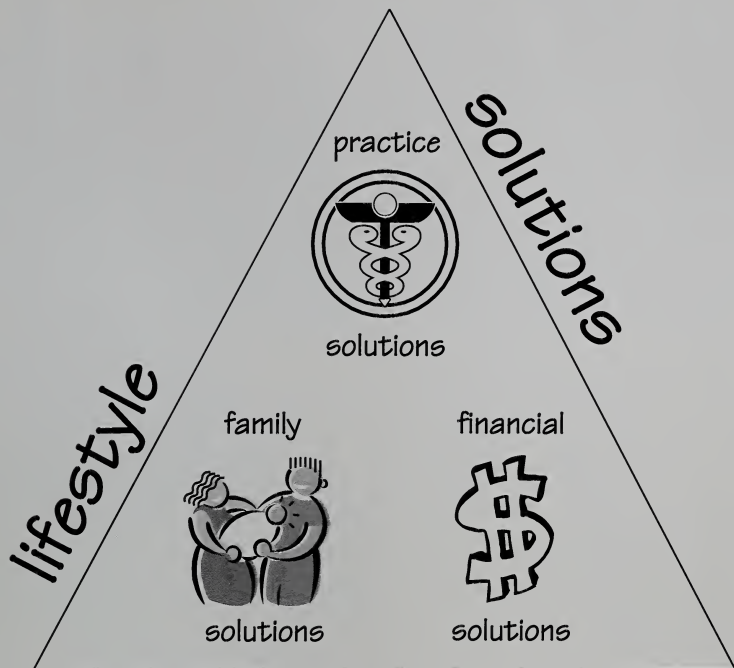 lifestyle
solutions
practice
solutions
family
solutions
financial
solutions